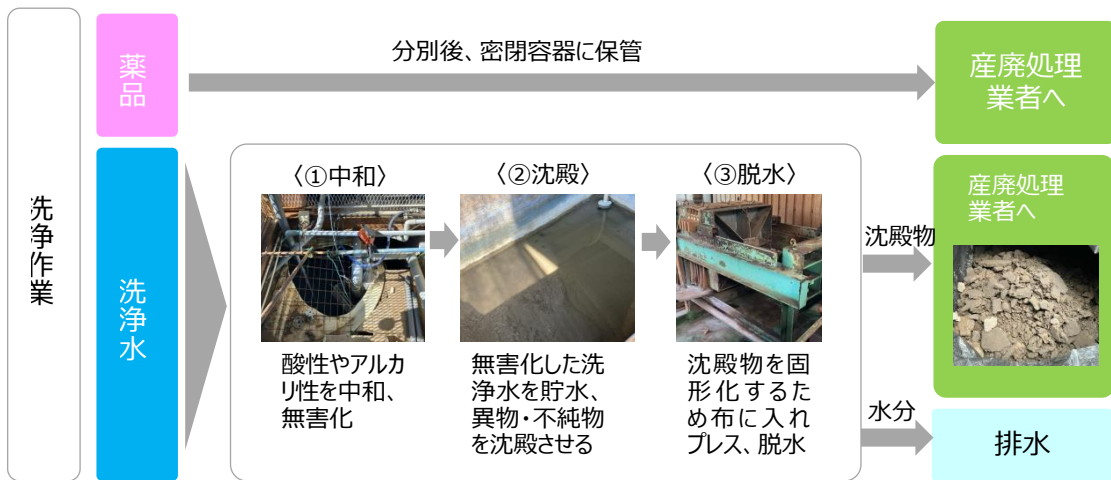 洗浄作業
薬品
分別後、密閉容器に保管
産廃処理
業者へ
洗浄水
〈①中和〉
酸性やアルカ
リ性を中和、
無害化
〈②沈殿〉
無害化した洗
浄水を貯水、
異物・不純物
を沈殿させる
〈③脱水〉
沈殿物を固
形化するた
め布に入れ
プレス、脱水
沈殿物
産廃処理
業者へ
水分
排水